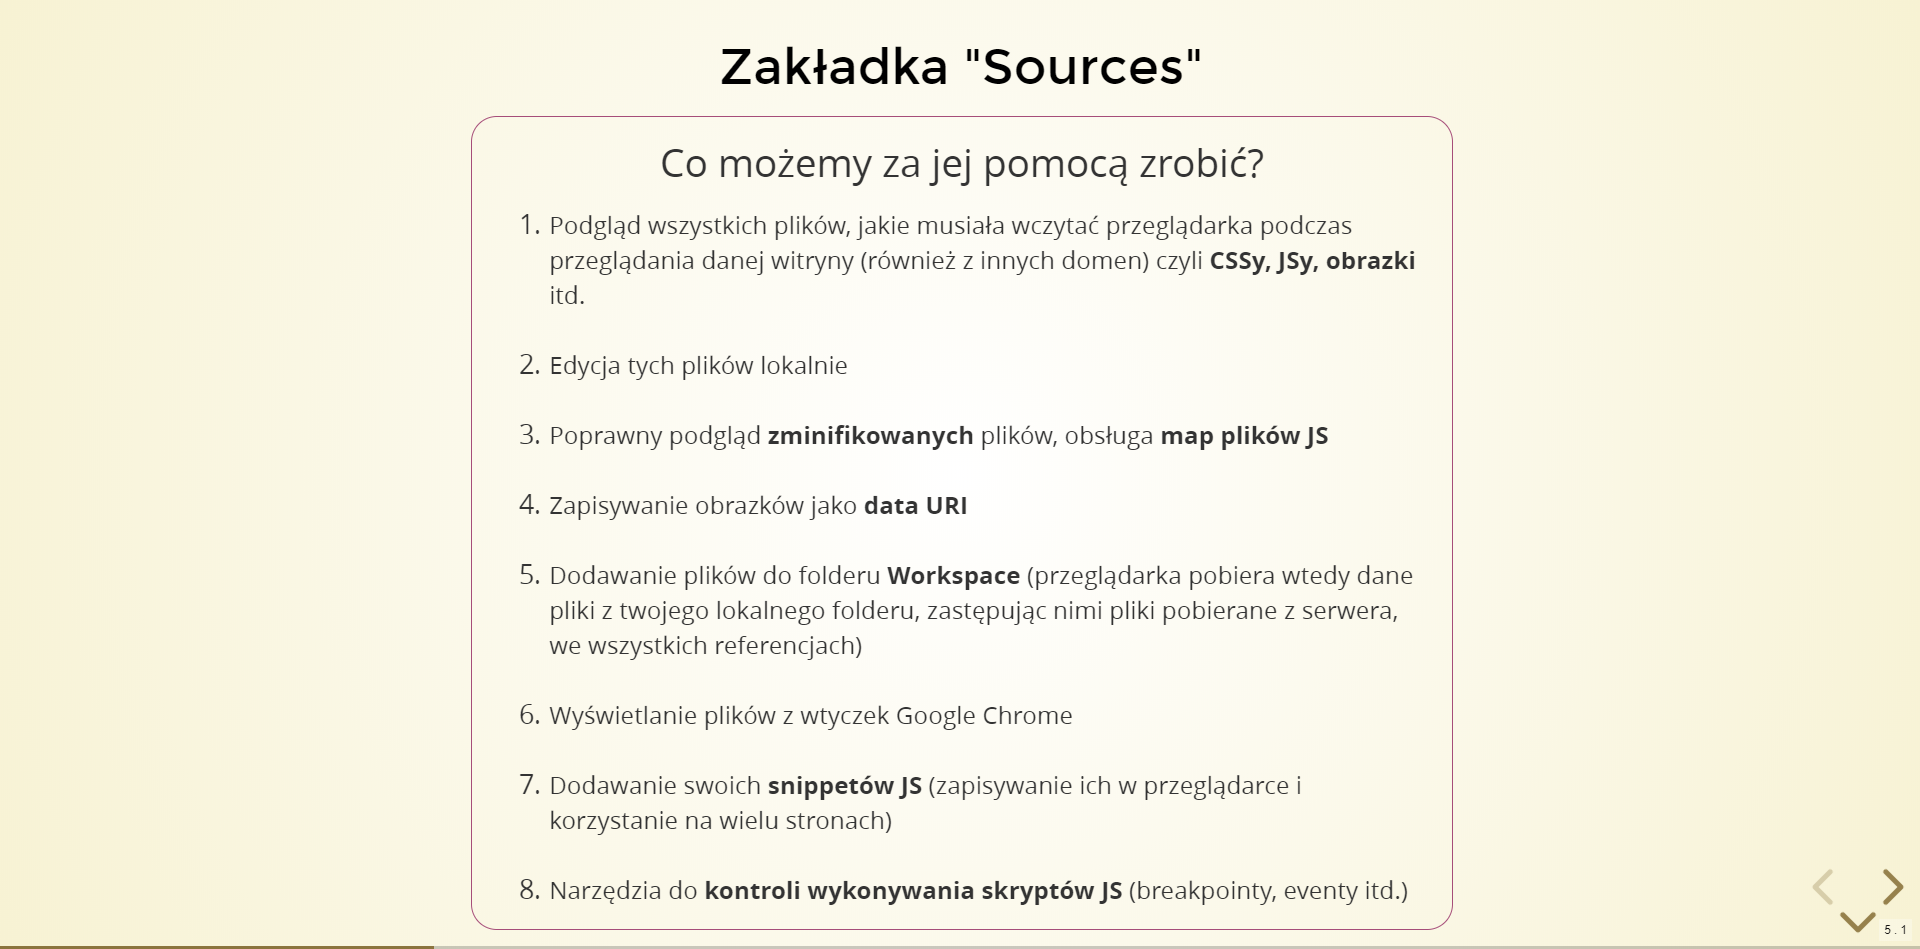 Zakładka "Sources"
Co możemy za jej pomocą zrobić?
1. Podgląd wszystkich plików, jakie musiała wczytać przeglądarka podczas
przeglądania danej witryny (również z innych domen) czyli CSSy, JSy, obrazki
itd.
2. Edycja tych plików lokalnie
3. Poprawny podgląd zminifikowanych plików, obsługa map plików JS
4. Zapisywanie obrazków jako data URI
5. Dodawanie plików do folderu Workspace (przeglądarka pobiera wtedy dane
pliki z twojego lokalnego folderu, zastępując nimi pliki pobierane z serwera,
we wszystkich referencjach)
6. Wyświetlanie plików z wtyczek Google Chrome
7. Dodawanie swoich snippetów JS (zapisywanie ich w przeglądarce i
korzystanie na wielu stronach)
8. Narzędzia do kontroli wykonywania skryptów JS (breakpointy, eventy itd.)
5.1